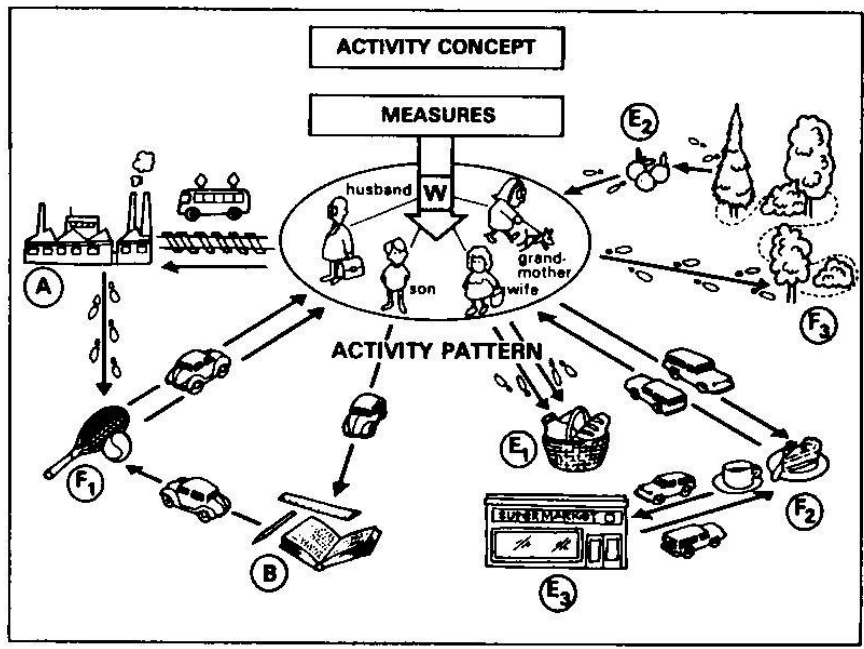 ACTIVITY CONCEPT
MEASURES
E2
husband
W
grand-
mother
son
wife
A
F3
ACTIVITY PATTERN
F1
E1
F2
SUPERMARKET
B
E3